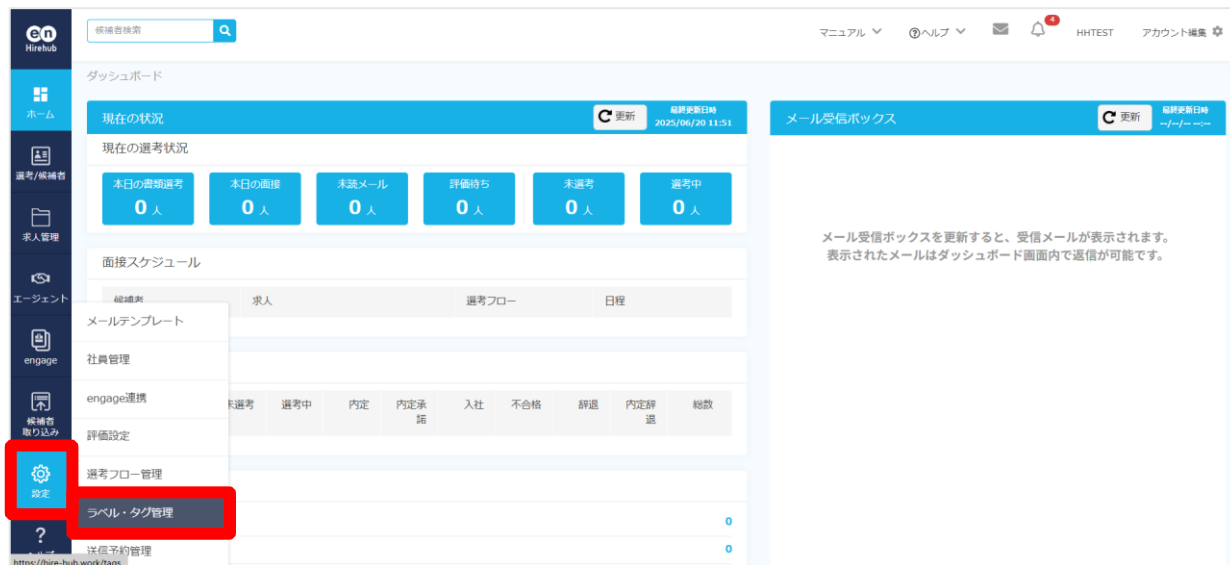 en
Hirehub
候補者検索
マニュアル
?ヘルプ
4
HHTEST
アカウント編集
ダッシュボード
ホーム
選考/候補者
求人管理
エージェント
engage
候補者
取り込み
設定
?
現在の状況
更新
最終更新日時
2025/06/20 11:51
現在の選考状況
本日の書類選考
0 人
本日の面接
0 人
未読メール
0 人
評価待ち
0 人
未選考
0 人
選考中
0 人
面接スケジュール
候補者 求人 選考フロー 日程
メールテンプレート
社員管理
engage連携
評価設定
選考フロー管理
ラベル・タグ管理
送信予約管理
未選考 選考中 内定 内定承諾 入社 不合格 辞退 内定辞退 総数
0
0
メール受信ボックス
更新
最終更新日時
--/--/-- --:--
メール受信ボックスを更新すると、受信メールが表示されます。
表示されたメールはダッシュボード画面内で返信が可能です。
https://hire-hub.work/tags